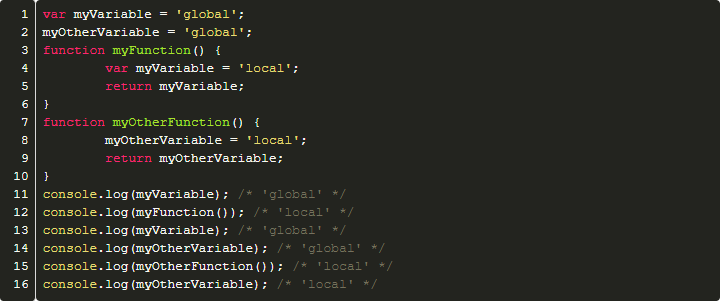 1 var myVariable = 'global';
2 myOtherVariable = 'global';
3 function myFunction() {
4 var myVariable = 'local';
5 return myVariable;
6 }
7 function myOtherFunction() {
8 myOtherVariable = 'local';
9 return myOtherVariable;
10 }
11 console.log(myVariable); /* 'global' */
12 console.log(myFunction()); /* 'local' */
13 console.log(myVariable); /* 'global' */
14 console.log(myOtherVariable); /* 'global' */
15 console.log(myOtherFunction()); /* 'local' */
16 console.log(myOtherVariable); /* 'local' */